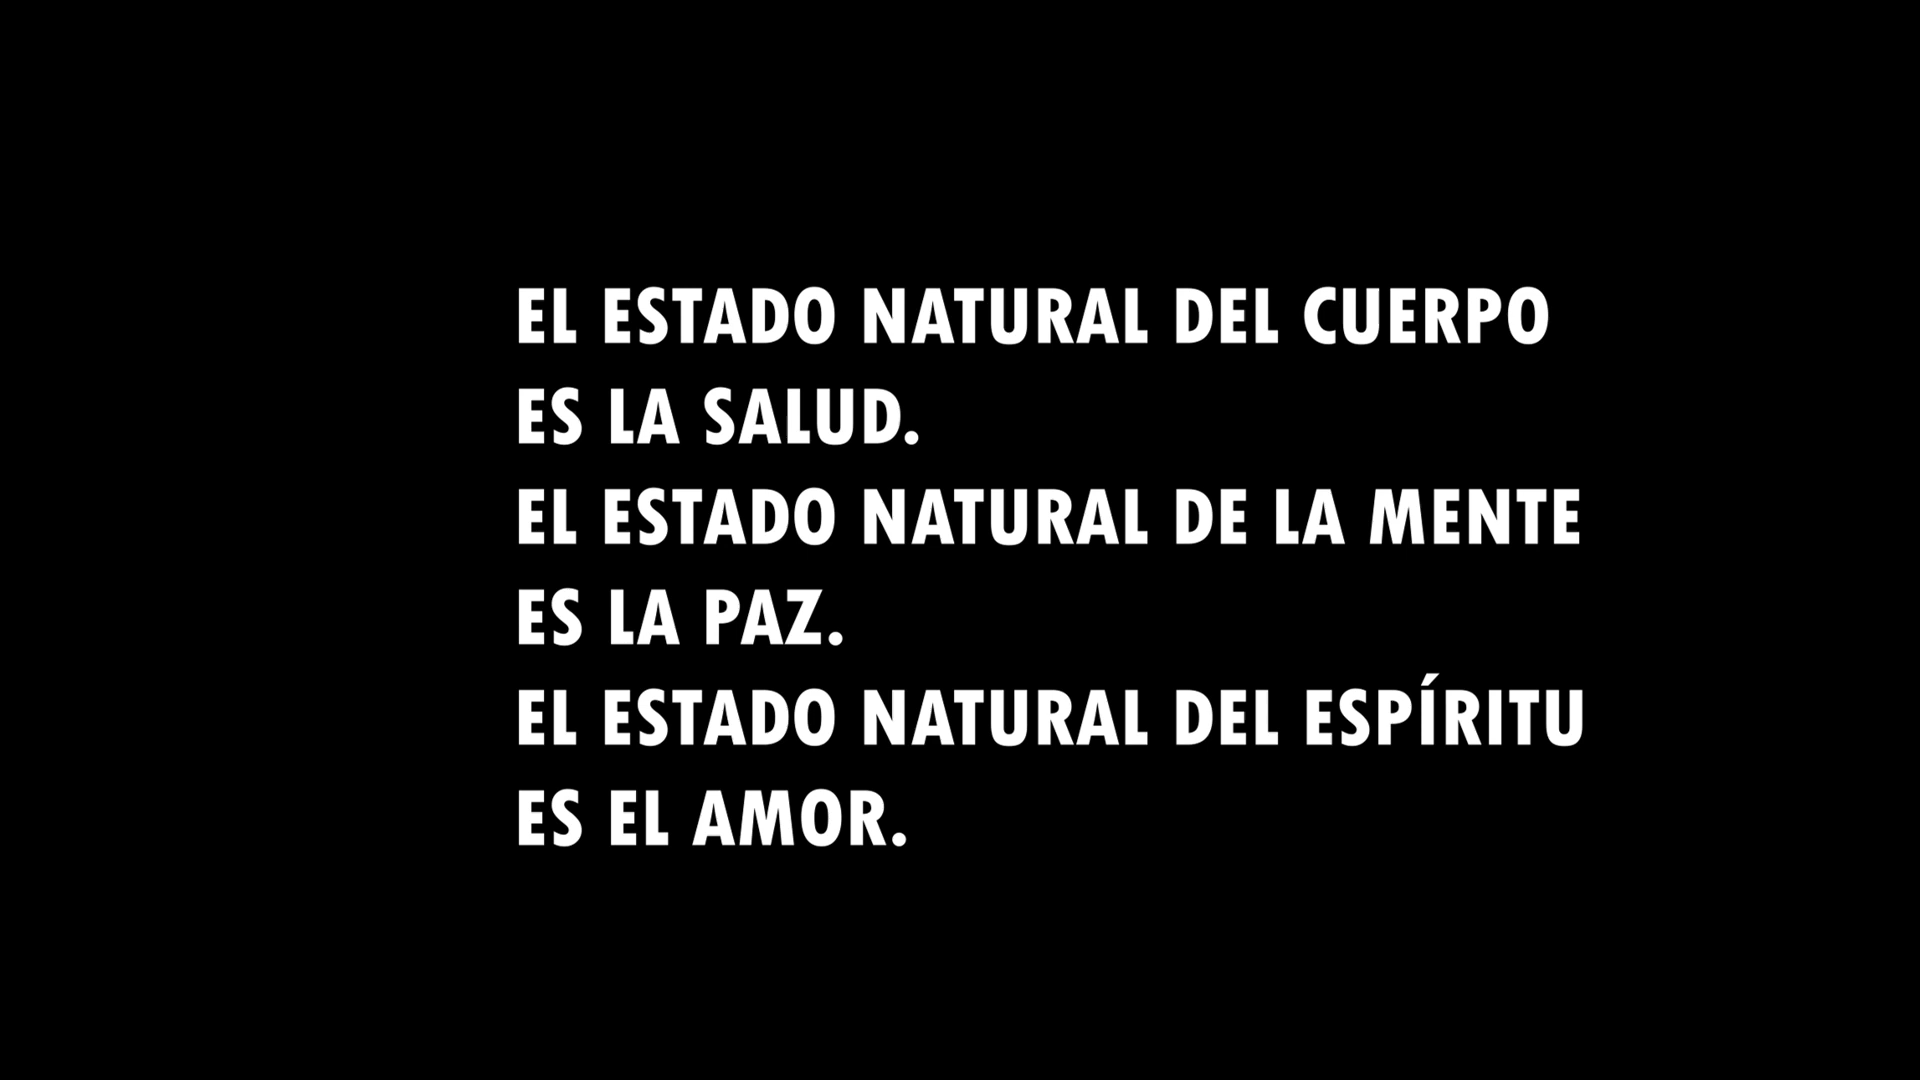 EL ESTADO NATURAL DEL CUERPO
ES LA SALUD.
EL ESTADO NATURAL DE LA MENTE
ES LA PAZ.
EL ESTADO NATURAL DEL ESPÍRITU
ES EL AMOR.